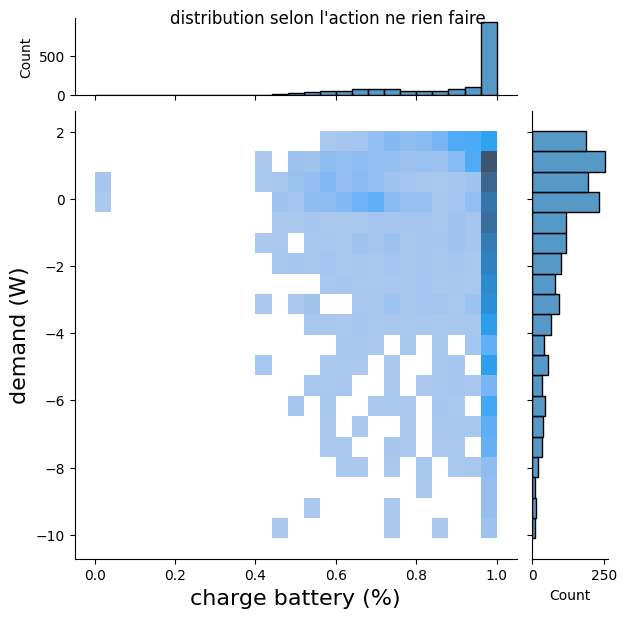 distribution selon l'action ne rien faire
Count
500
0
demand (W)
2
0
−2
−4
−6
−8
−10
0.0 0.2 0.4 0.6 0.8 1.0
charge battery (%)
0 250
Count